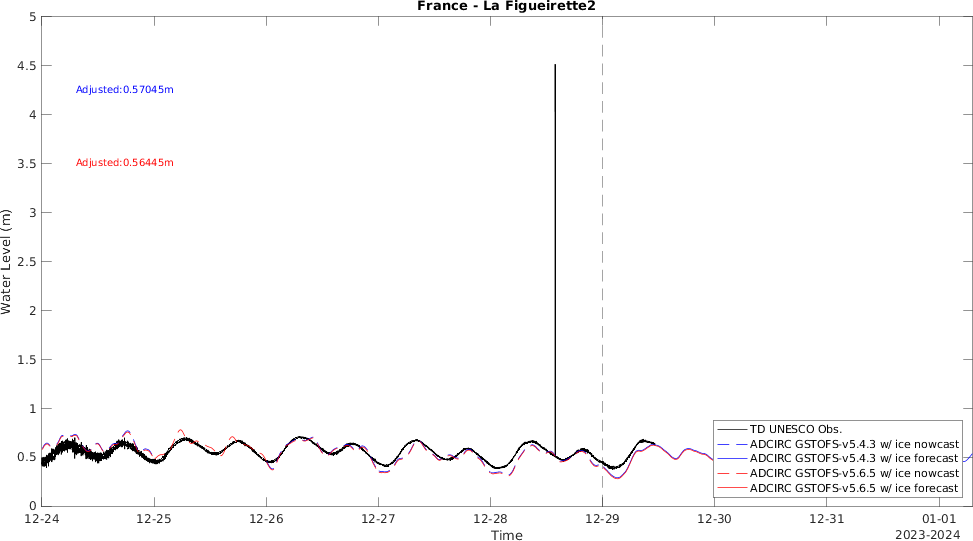 France - La Figueirette2
Water Level (m)
5
4.5
4
3.5
3
2.5
2
1.5
1
0.5
0
Adjusted:0.57045m
Adjusted:0.56445m
TD UNESCO Obs.
ADCIRC GSTOFS-v5.4.3 w/ ice nowcast
ADCIRC GSTOFS-v5.4.3 w/ ice forecast
ADCIRC GSTOFS-v5.6.5 w/ ice nowcast
ADCIRC GSTOFS-v5.6.5 w/ ice forecast
12-24 12-25 12-26 12-27 12-28 12-29 12-30 12-31 01-01
Time
2023-2024